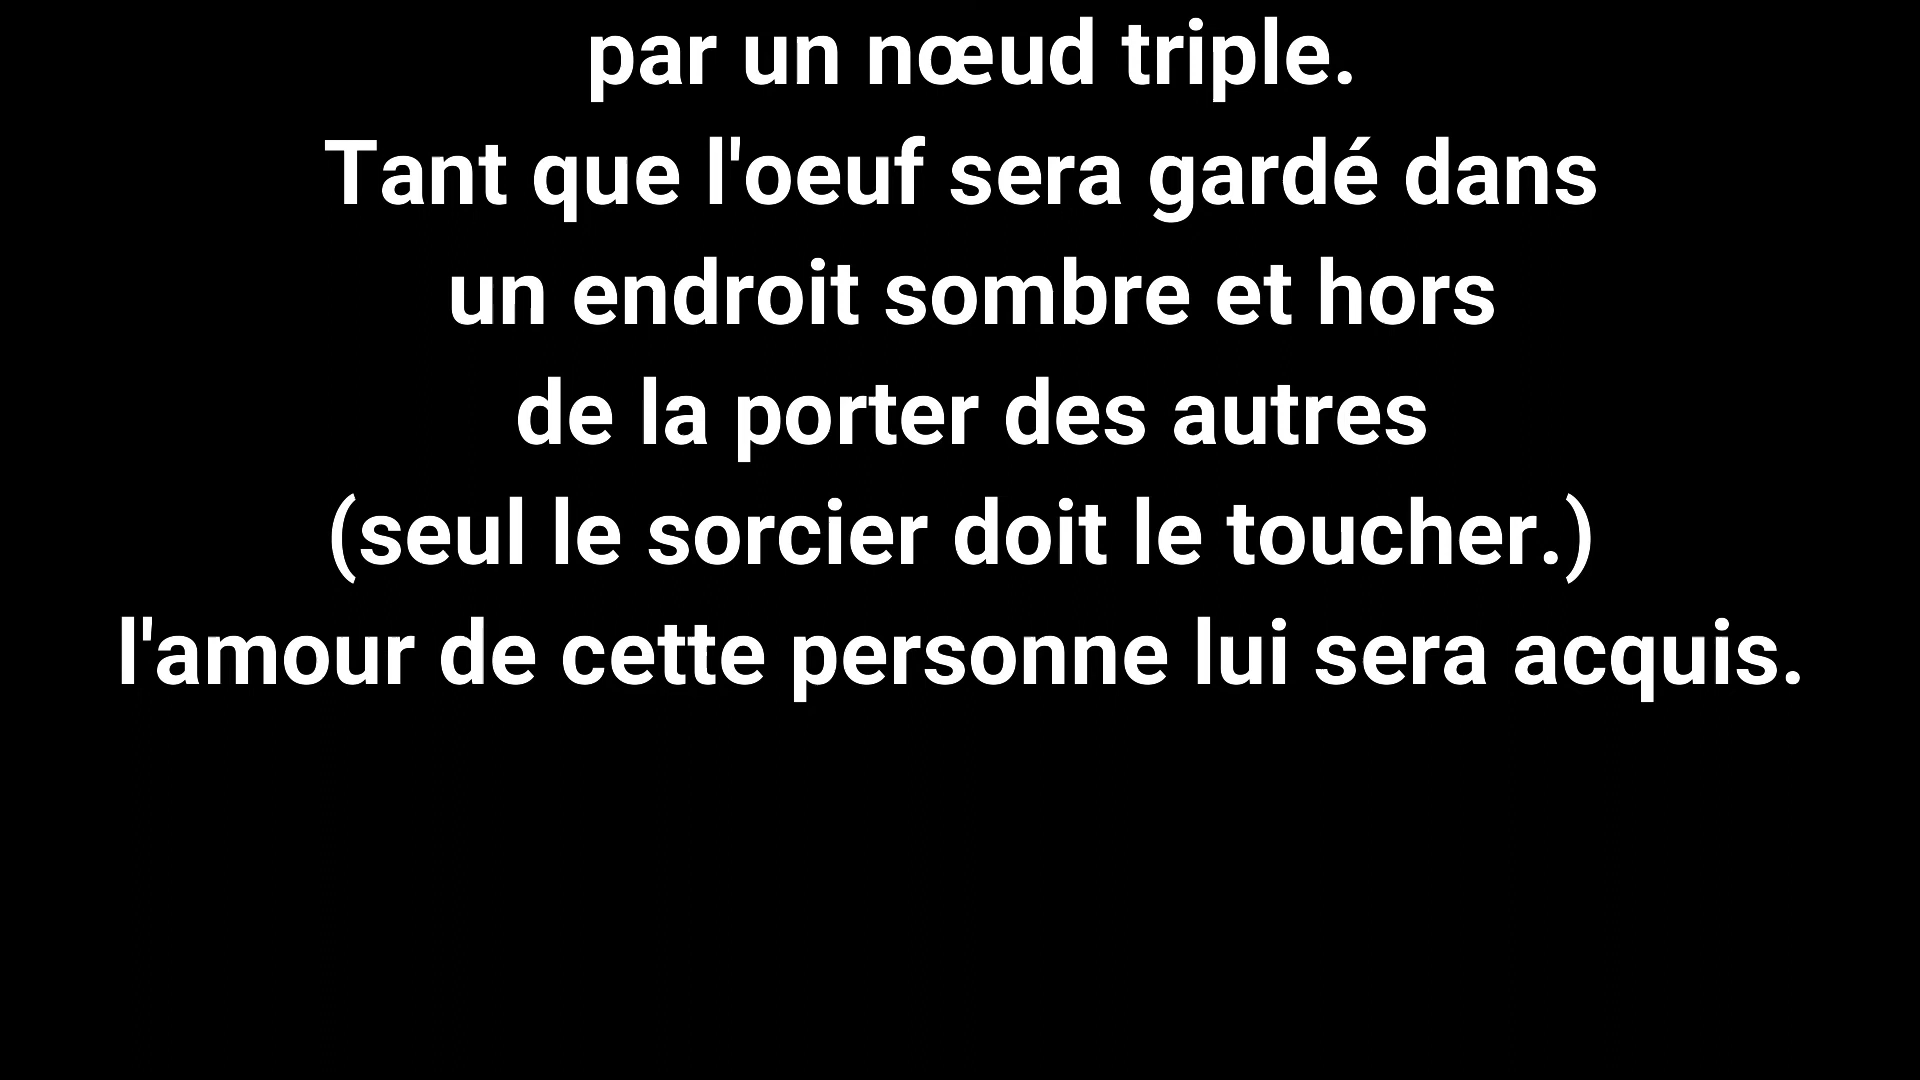 par un nœud triple.
Tant que l'oeuf sera gardé dans
un endroit sombre et hors
de la porter des autres
(seul le sorcier doit le toucher.)
l'amour de cette personne lui sera acquis.